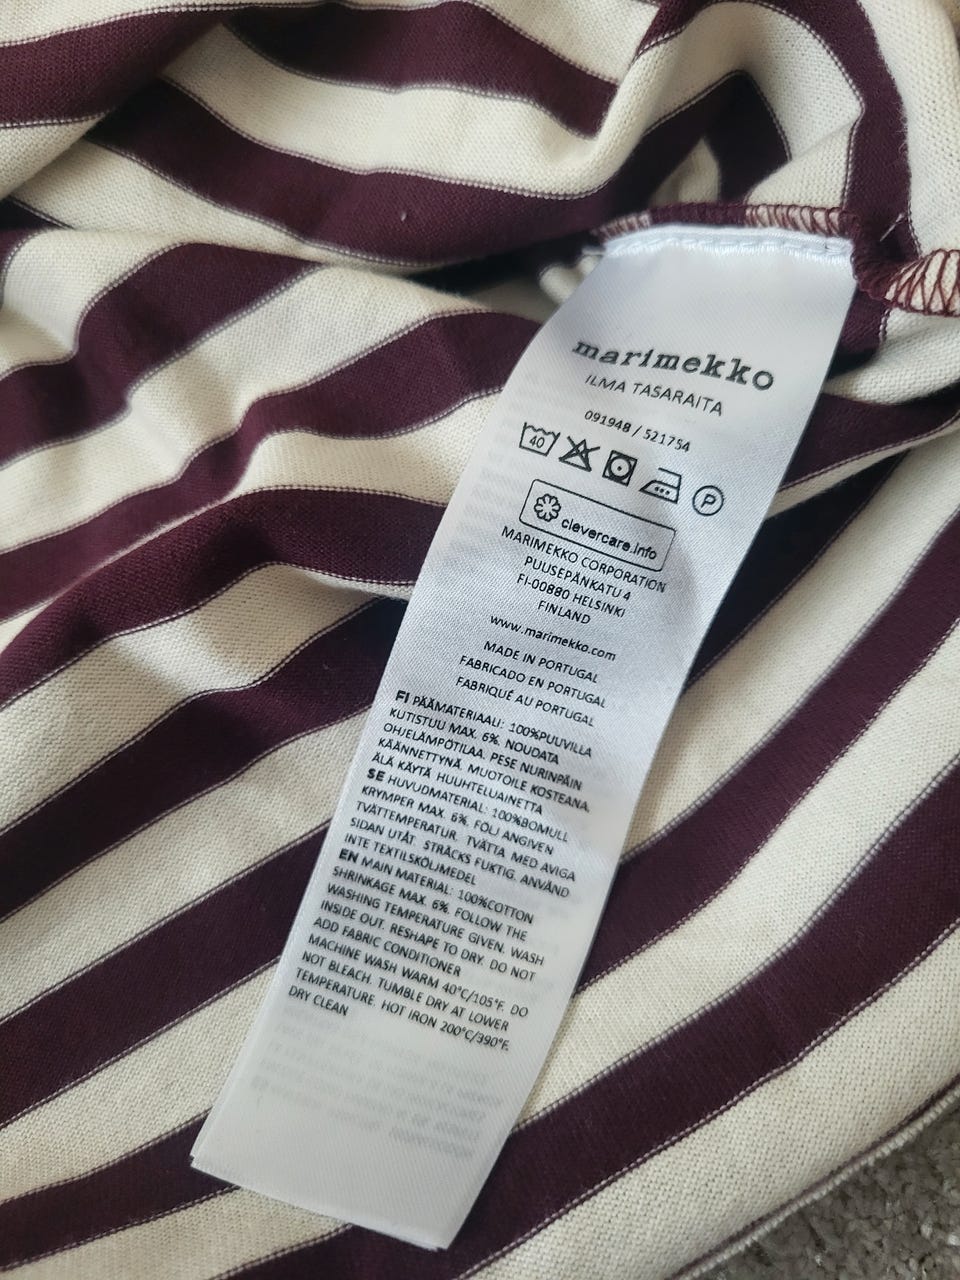 marimekko
ILMA TASARAITA
091948 / 521754
40
P
clevercare.info
MARIMEKKO CORPORATION
PUUSEPÄNKATU 4
FI-00880 HELSINKI
FINLAND
www.marimekko.com
MADE IN PORTUGAL
FABRICADO EN PORTUGAL
FABRIQUÉ AU PORTUGAL
FI PÄÄMATERIAALI: 100%PUUVILLA
KUTISTUU MAX. 6%. NOUDATA
OHJELÄMPÖTILAA. PESE NURINPÄIN
KÄÄNNETTYNÄ. MUOTOILE KOSTEANA.
ÄLÄ KÄYTÄ HUUHTELUAINETTA
SE HUVUDMATERIAL: 100%BOMULL
KRYMPER MAX. 6%. FÖLJ ANGIVEN
TVÄTTEMPERATUR. TVÄTTA MED AVIGA
SIDAN UTÅT. STRÄCKS FUKTIG. ANVÄND
INTE TEXTILSKÖLJMEDEL
EN MAIN MATERIAL: 100%COTTON
SHRINKAGE MAX. 6%. FOLLOW THE
WASHING TEMPERATURE GIVEN. WASH
INSIDE OUT. RESHAPE TO DRY. DO NOT
ADD FABRIC CONDITIONER
MACHINE WASH WARM 40°C/105°F. DO
NOT BLEACH. TUMBLE DRY AT LOWER
TEMPERATURE. HOT IRON 200°C/390°F.
DRY CLEAN